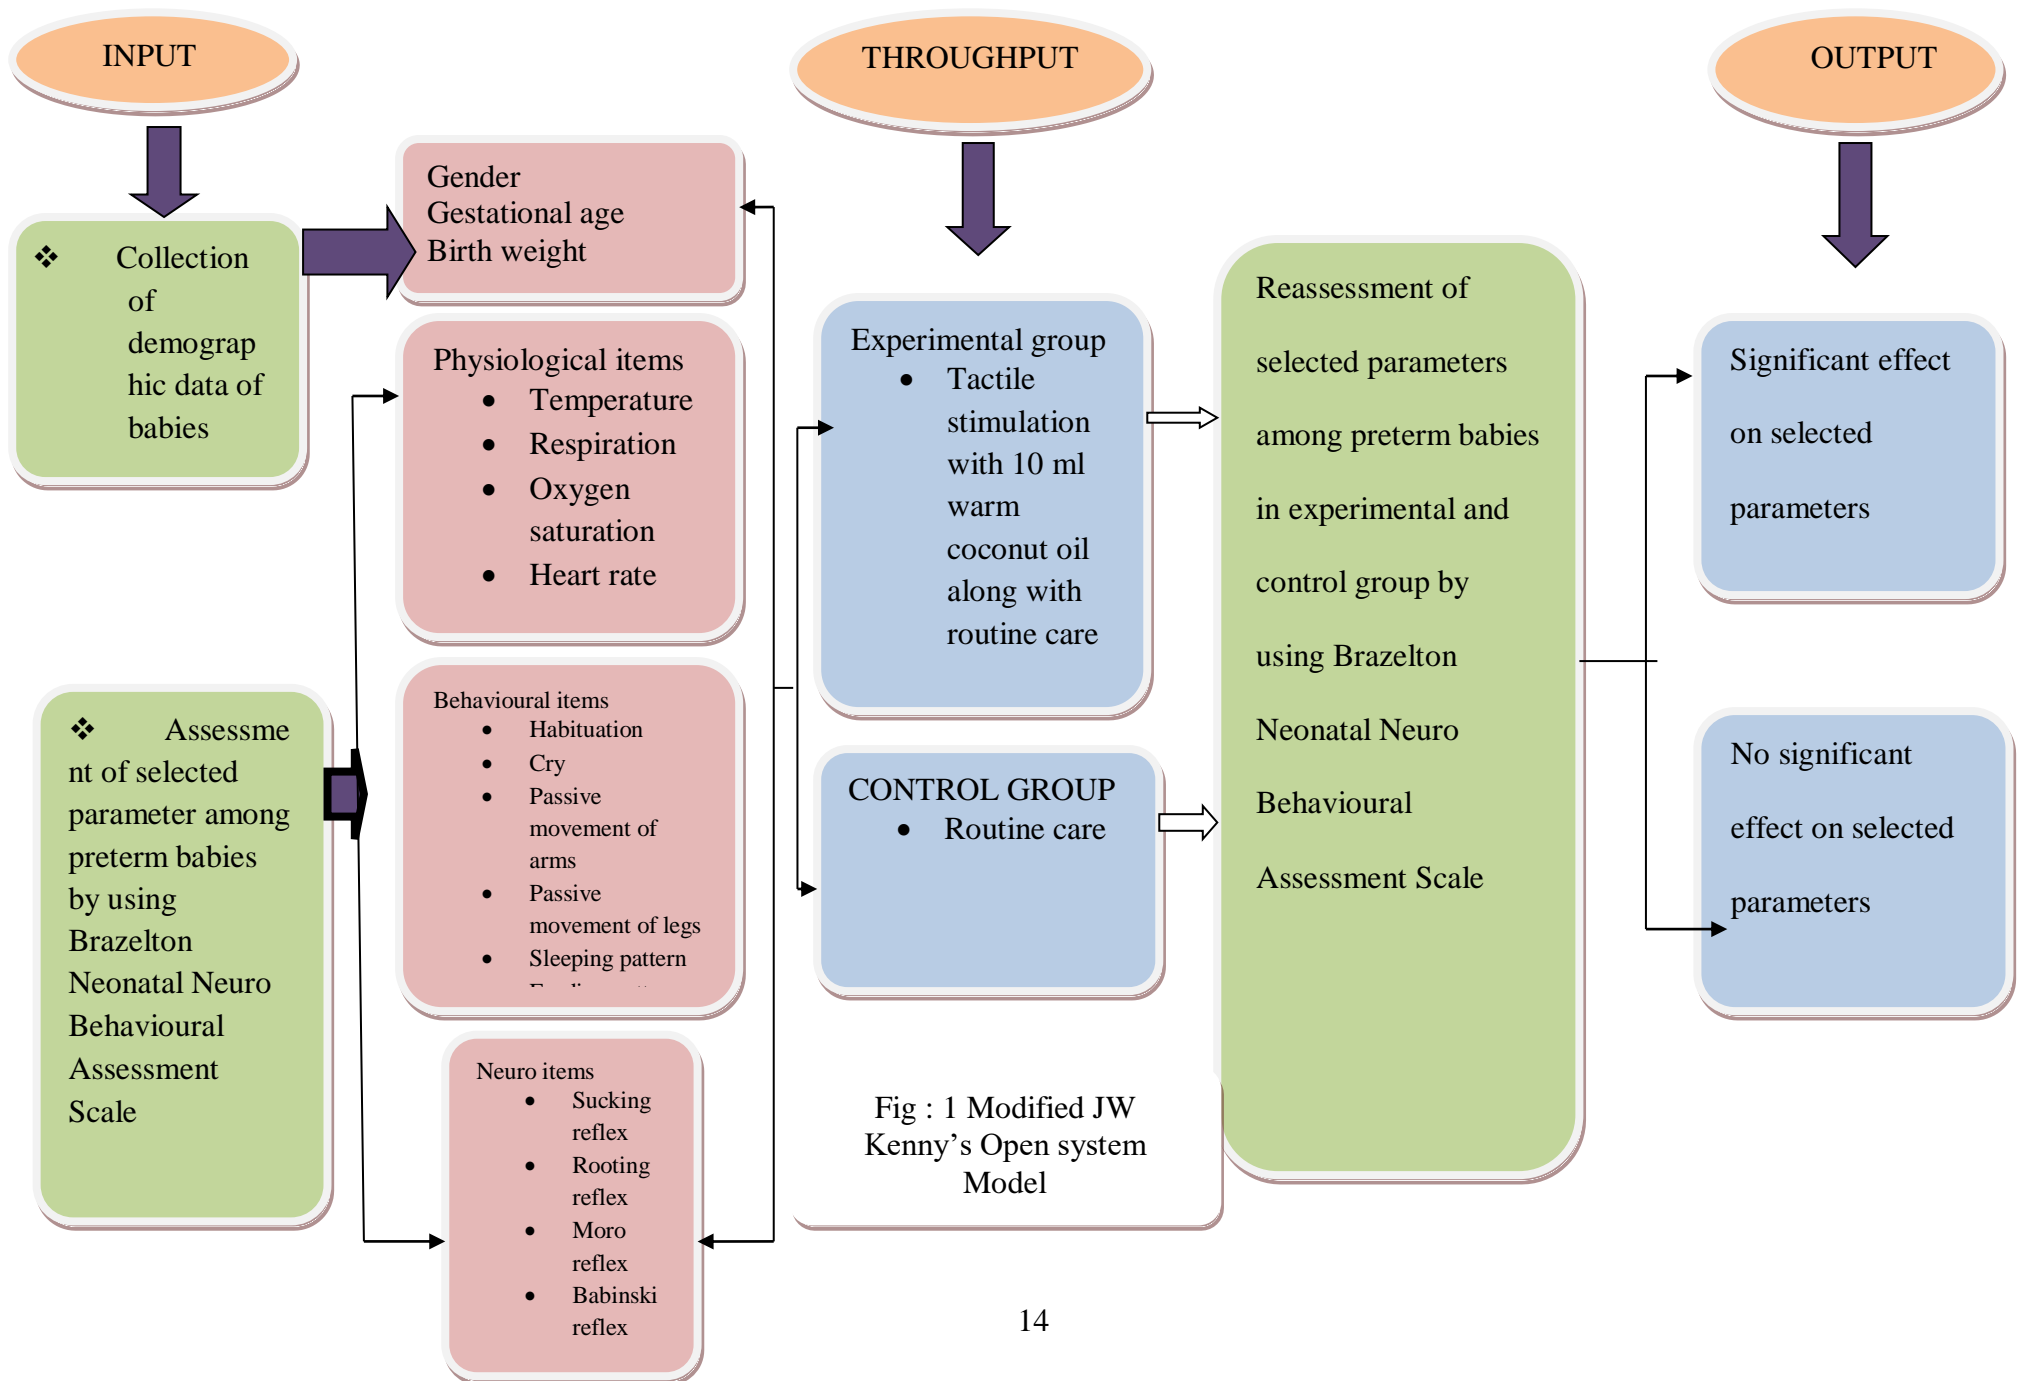 INPUT
THROUGHPUT
OUTPUT
❖ Collection
of
demograp
hic data of
babies
Gender
Gestational age
Birth weight
❖ Assessme
nt of selected
parameter among
preterm babies
by using
Brazelton
Neonatal Neuro
Behavioural
Assessment
Scale
Physiological items
• Temperature
• Respiration
• Oxygen
saturation
• Heart rate
Behavioural items
• Habituation
• Cry
• Passive
movement of
arms
• Passive
movement of legs
• Sleeping pattern
Neuro items
• Sucking
reflex
• Rooting
reflex
• Moro
reflex
• Babinski
reflex
Experimental group
• Tactile
stimulation
with 10 ml
warm
coconut oil
along with
routine care
CONTROL GROUP
• Routine care
Reassessment of
selected parameters
among preterm babies
in experimental and
control group by
using Brazelton
Neonatal Neuro
Behavioural
Assessment Scale
Significant effect
on selected
parameters
No significant
effect on selected
parameters
Fig : 1 Modified JW
Kenny’s Open system
Model
14